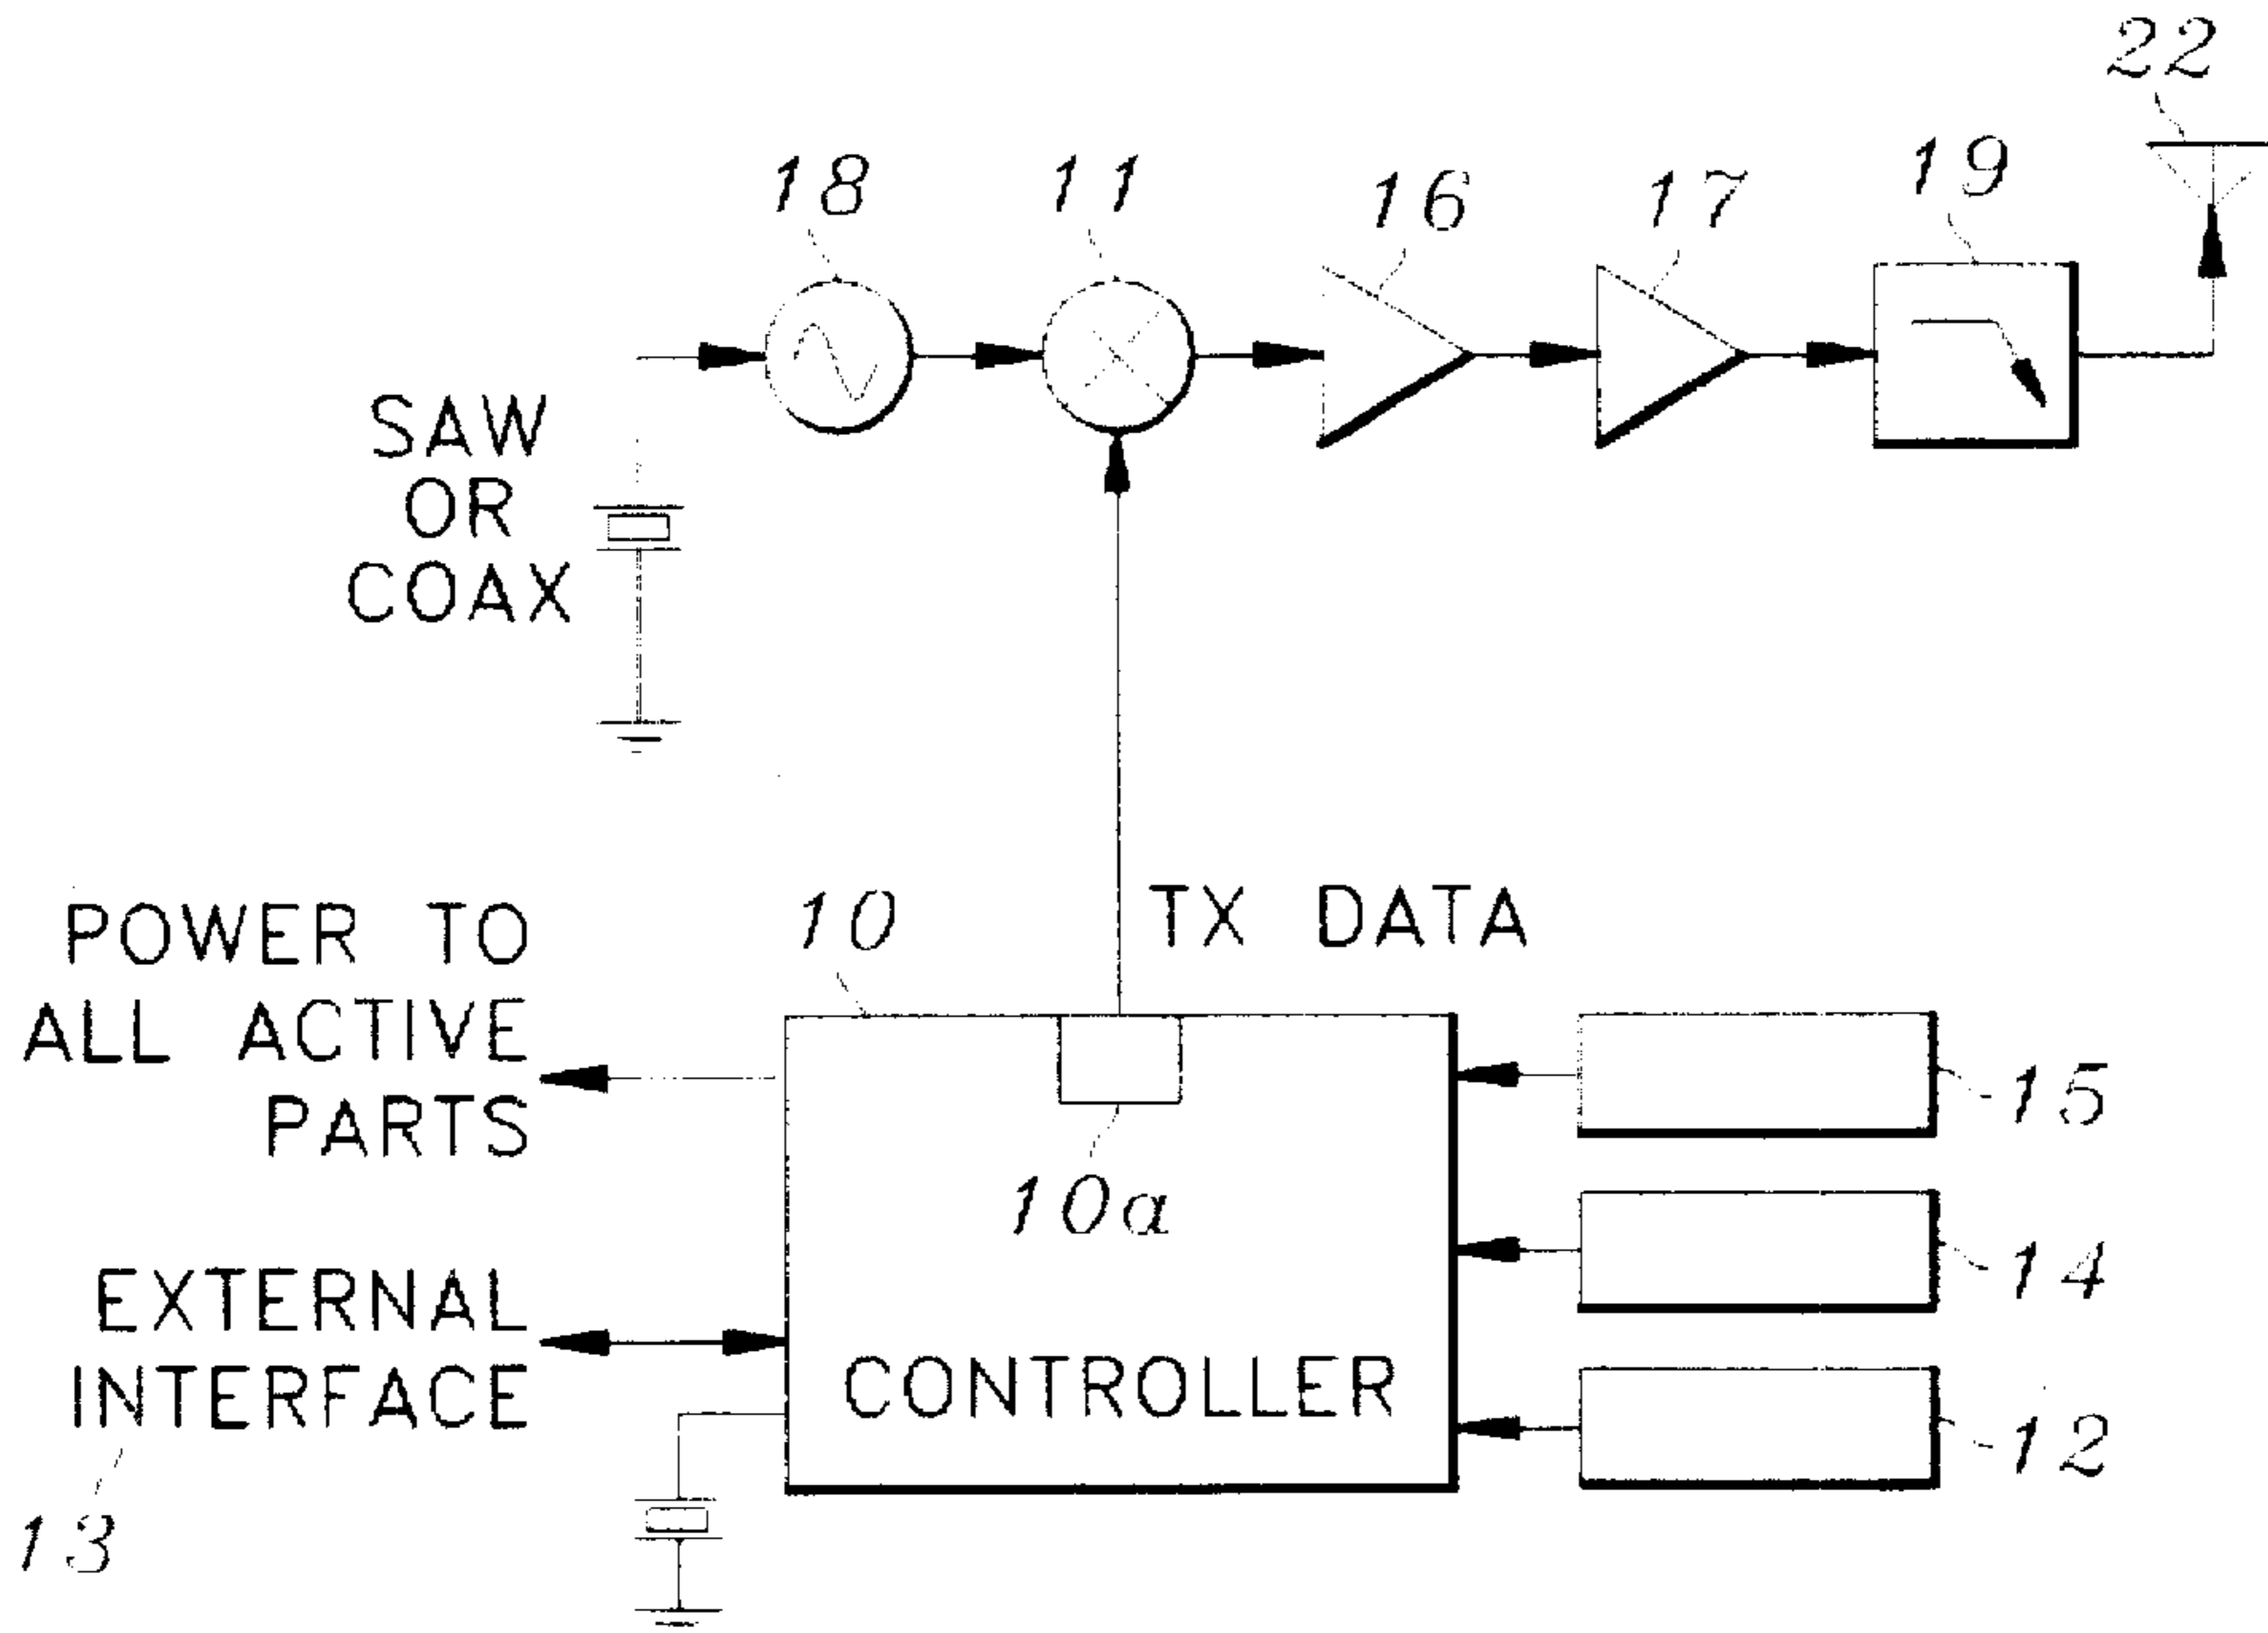 22
18
11
16
17
19
SAW
OR
COAX
10
TX DATA
POWER TO
ALL ACTIVE
PARTS
15
10a
14
EXTERNAL
INTERFACE
CONTROLLER
12
13